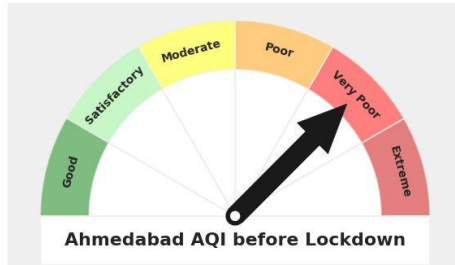 Good
Satisfactory
Moderate
Poor
Very Poor
Extreme
Ahmedabad AQI before Lockdown